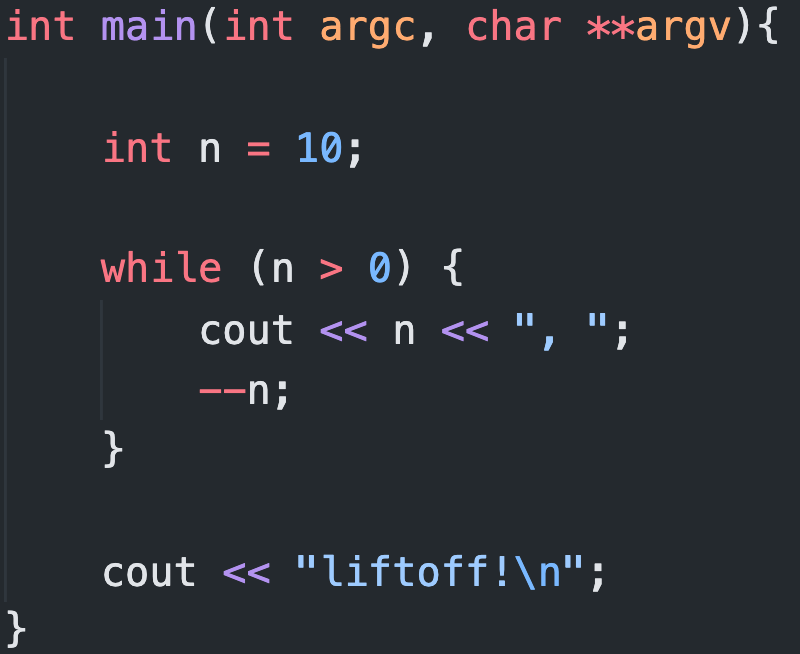 int main(int argc, char **argv){
int n = 10;
while (n > 0) {
cout << n << ", ";
--n;
}
cout << "liftoff!\n";
}